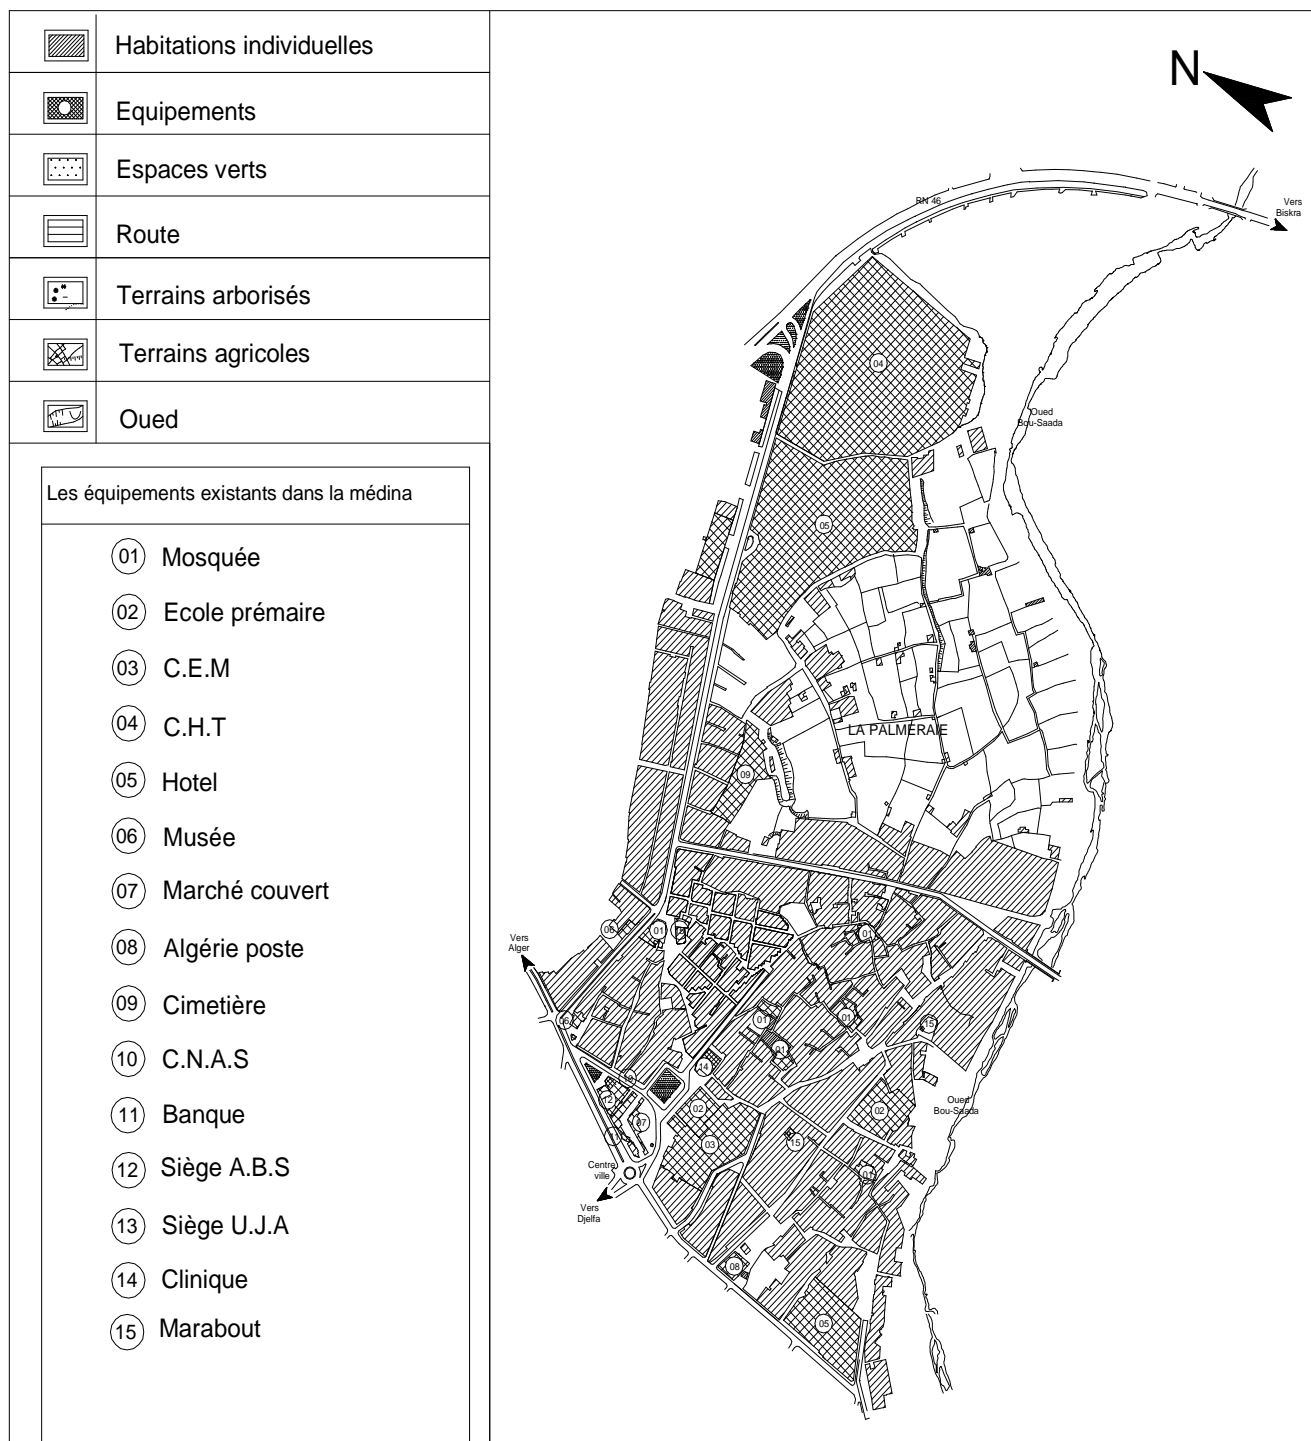 Habitations individuelles
Equipements
Espaces verts
Route
Terrains arborisés
Terrains agricoles
Oued
Les équipements existants dans la médina
01 Mosquée
02 Ecole prémaire
03 C.E.M
04 C.H.T
05 Hotel
06 Musée
07 Marché couvert
08 Algérie poste
09 Cimetière
10 C.N.A.S
11 Banque
12 Siège A.B.S
13 Siège U.J.A
14 Clinique
15 Marabout
N
RN 46
Vers
Biskra
04
Oued
Bou-Saada
05
LA PALMERAIE
09
01
01
Vers
Alger
01
01
15
01
14
12
02
02
Oued
Bou-Saada
07
03
15
Centre
ville
01
Vers
Djelfa
08
05